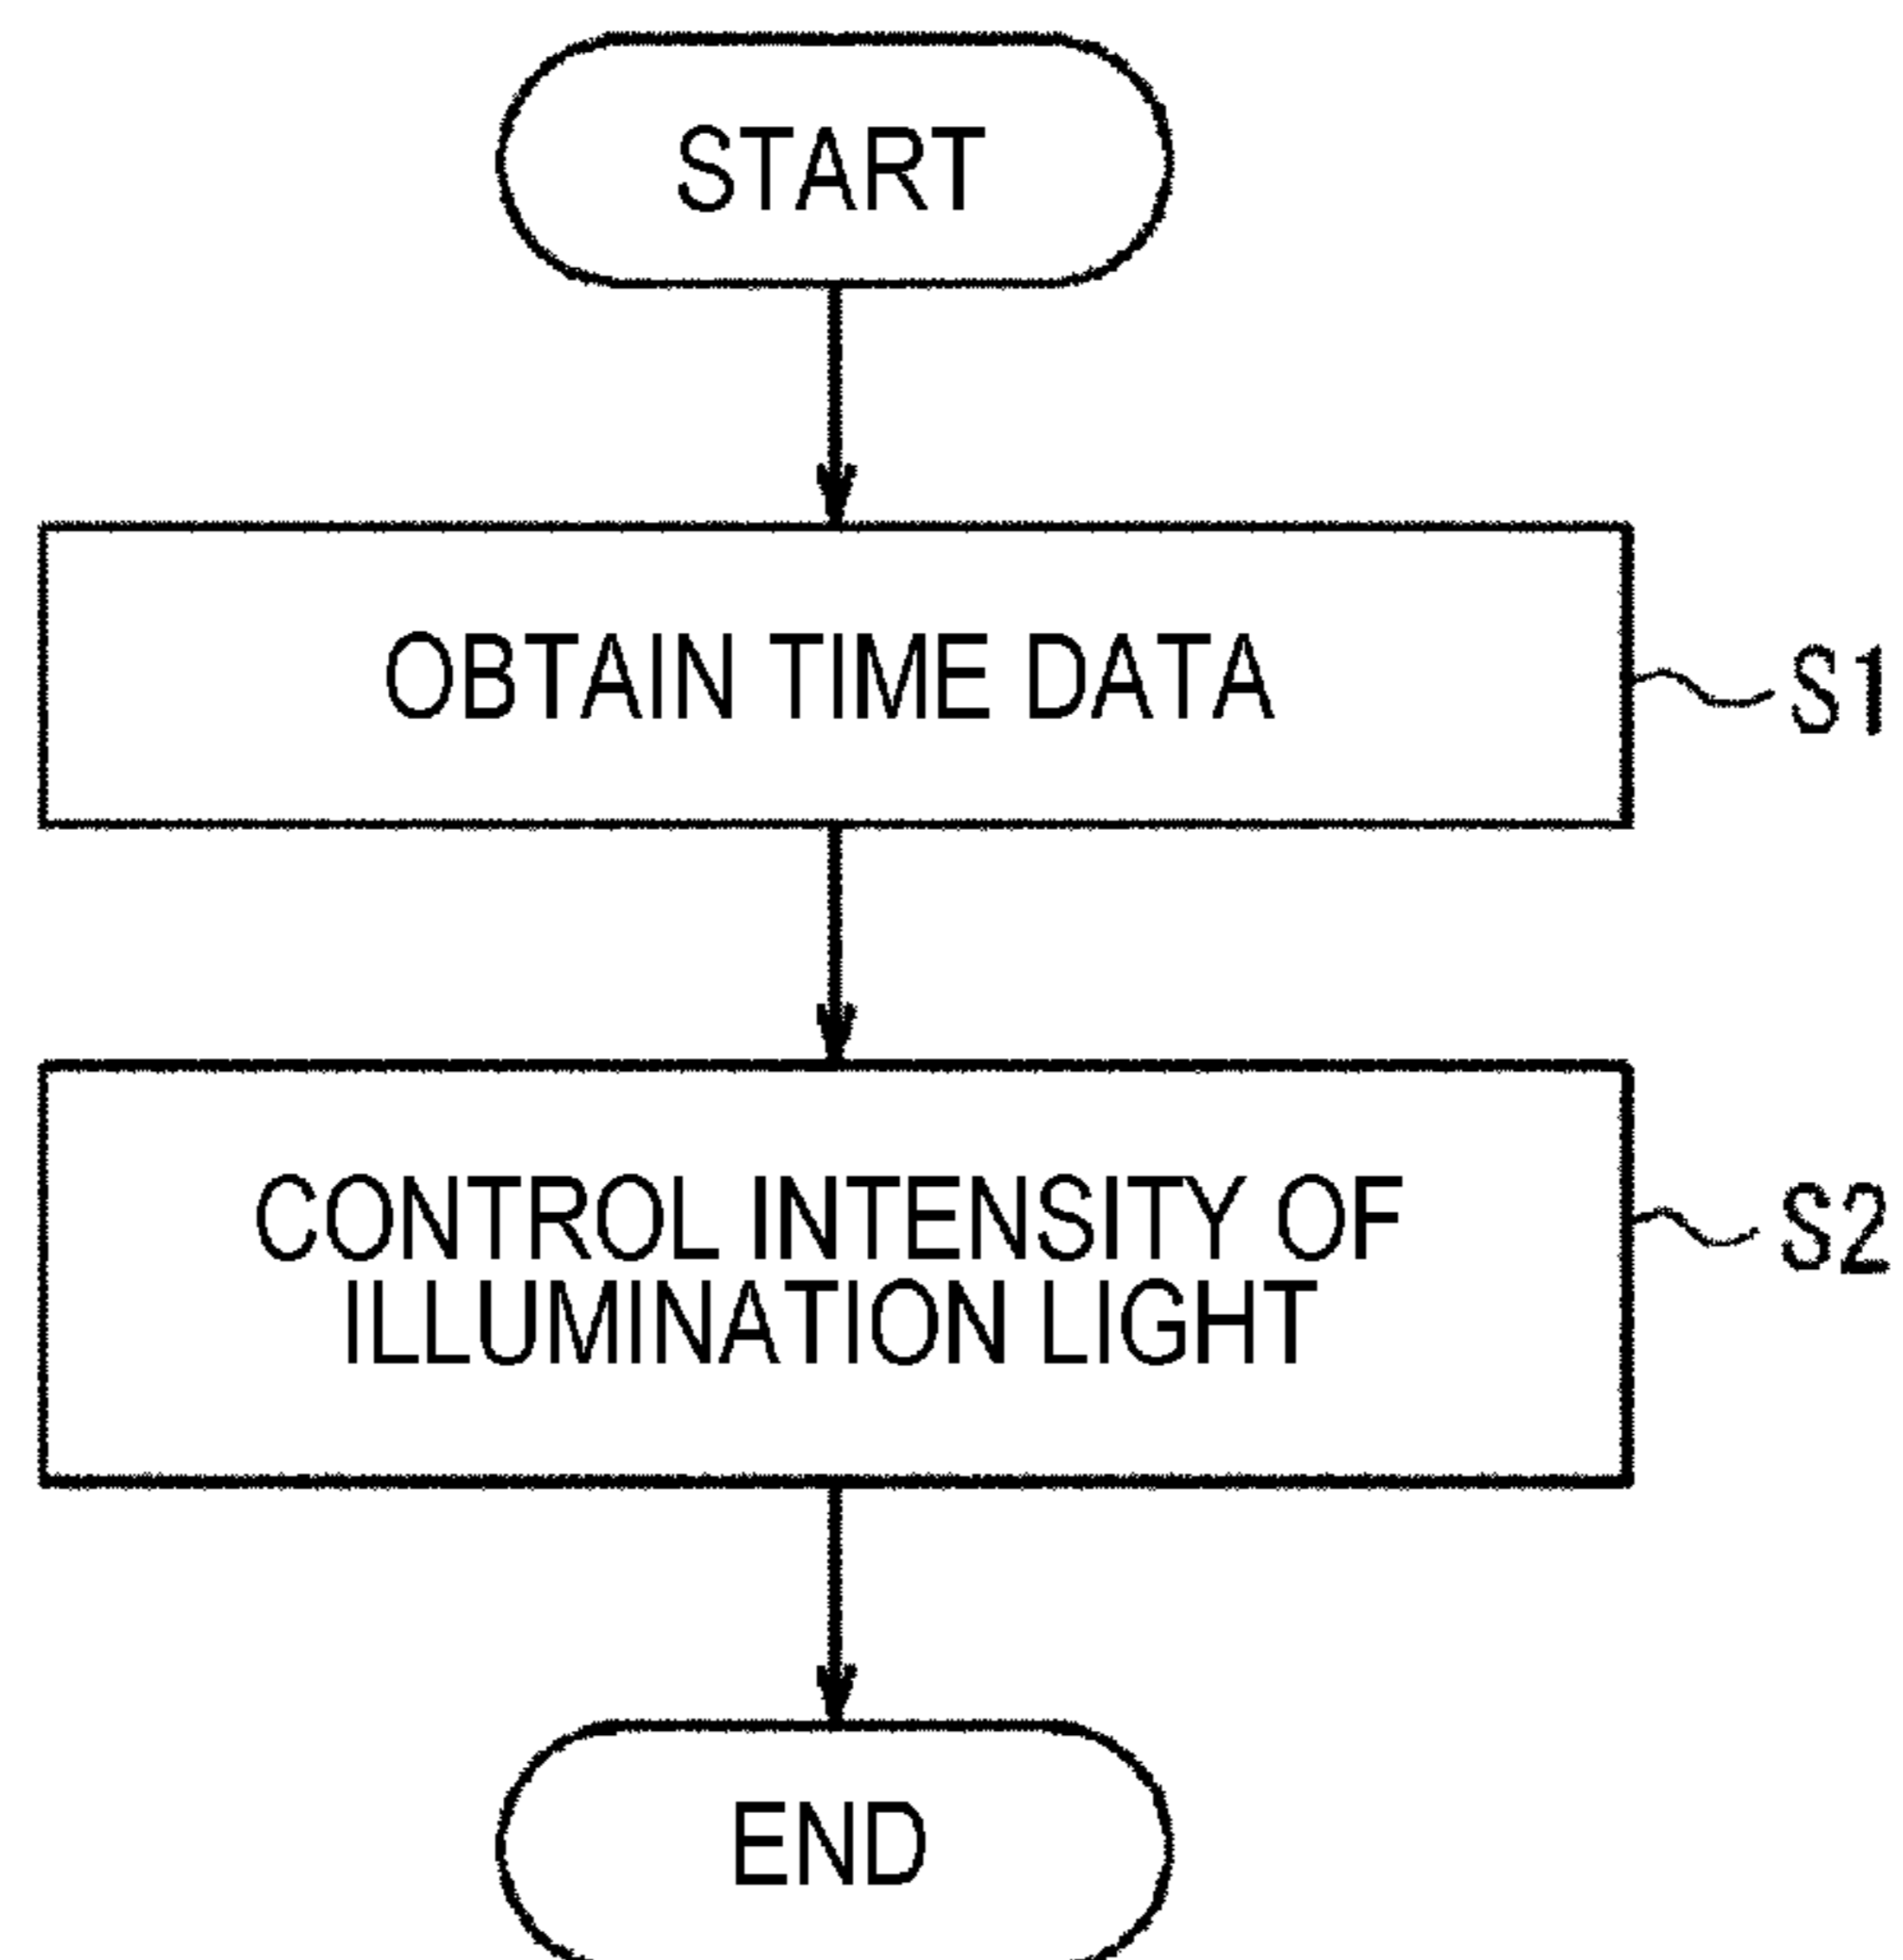 START
OBTAIN TIME DATA
S1
CONTROL INTENSITY OF
ILLUMINATION LIGHT
S2
END